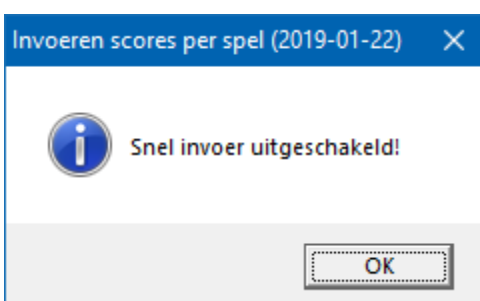 Invoeren scores per spel (2019-01-22)
Snel invoer uitgeschakeld!
OK